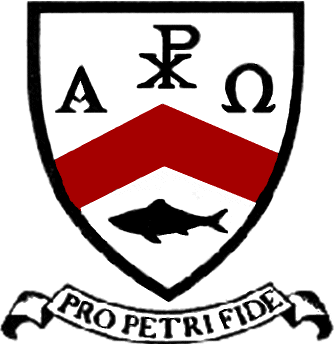 Α ☧ Ω
PRO PETRI FIDE